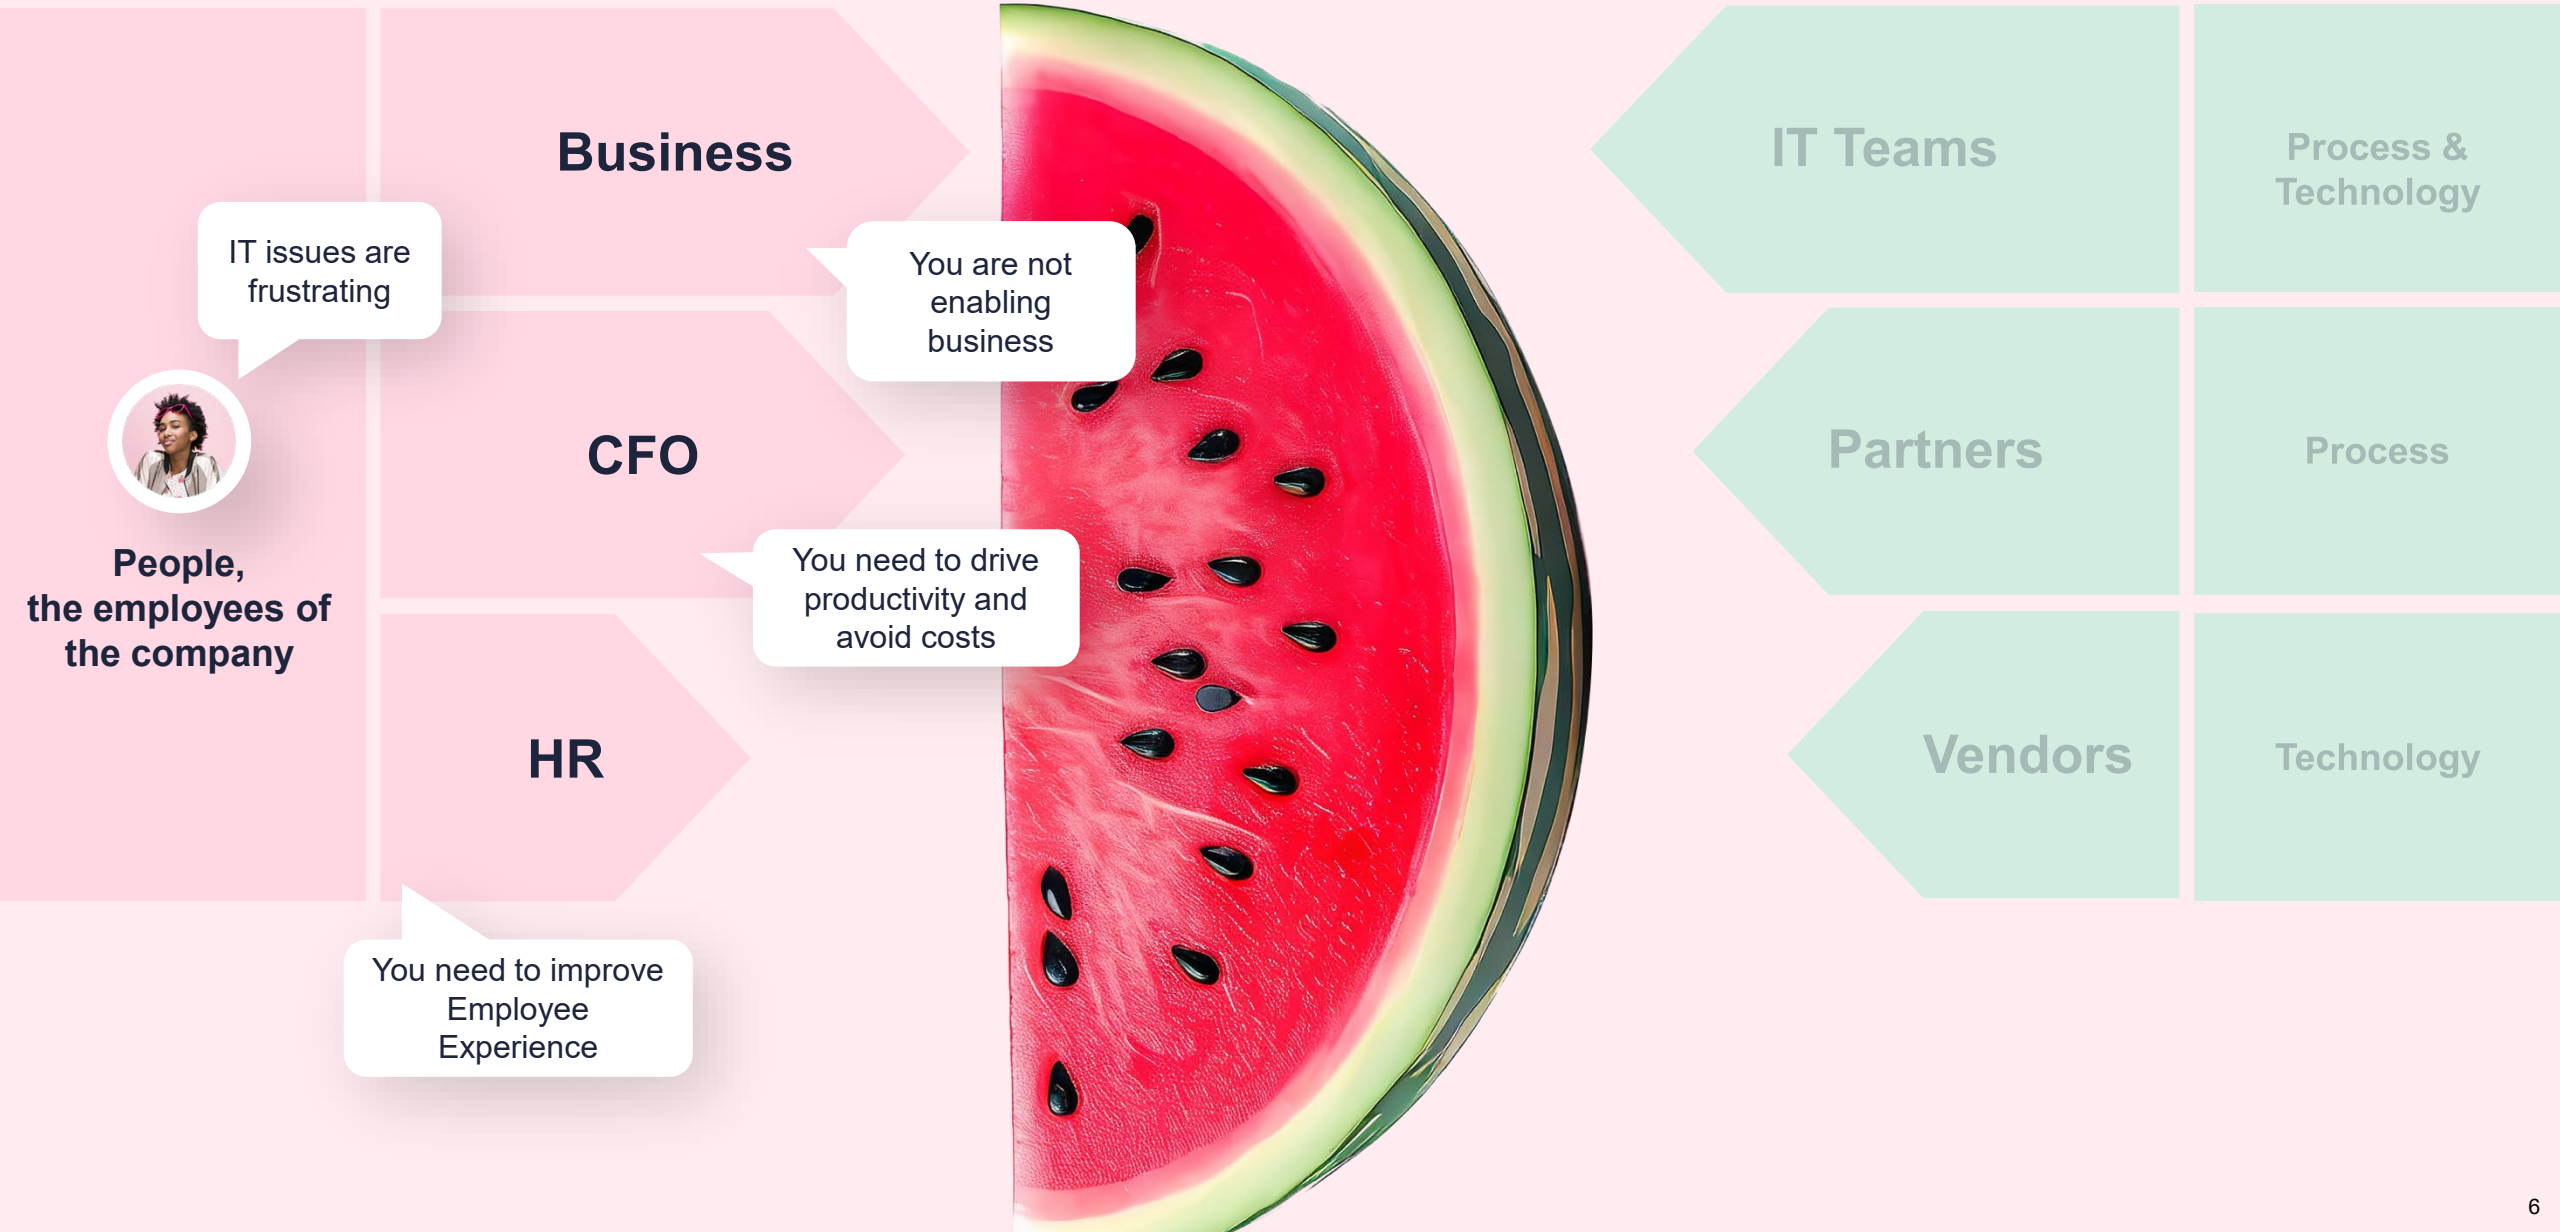 Business
IT issues are
frustrating
You are not
enabling
business
People,
the employees of
the company
CFO
You need to drive
productivity and
avoid costs
HR
You need to improve
Employee
Experience
IT Teams
Process &
Technology
Partners
Process
Vendors
Technology
6